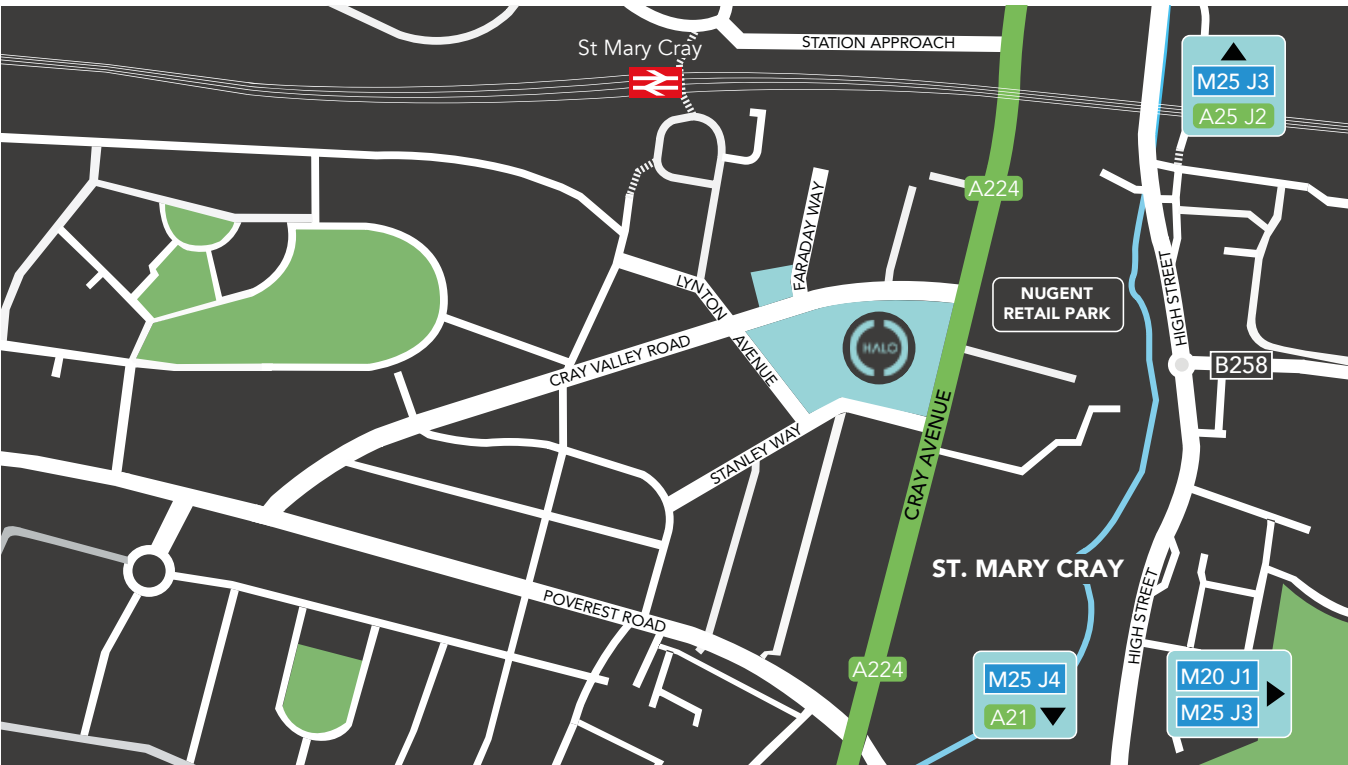 St Mary Cray
STATION APPROACH
M25 J3
A25 J2
A224
FARADAY WAY
LYNTON
AVENUE
NUGENT
RETAIL PARK
HIGH STREET
HALO
CRAY VALLEY ROAD
B258
STANLEY WAY
CRAY AVENUE
ST. MARY CRAY
POVEREST ROAD
HIGH STREET
A224
M25 J4
A21
M20 J1
M25 J3